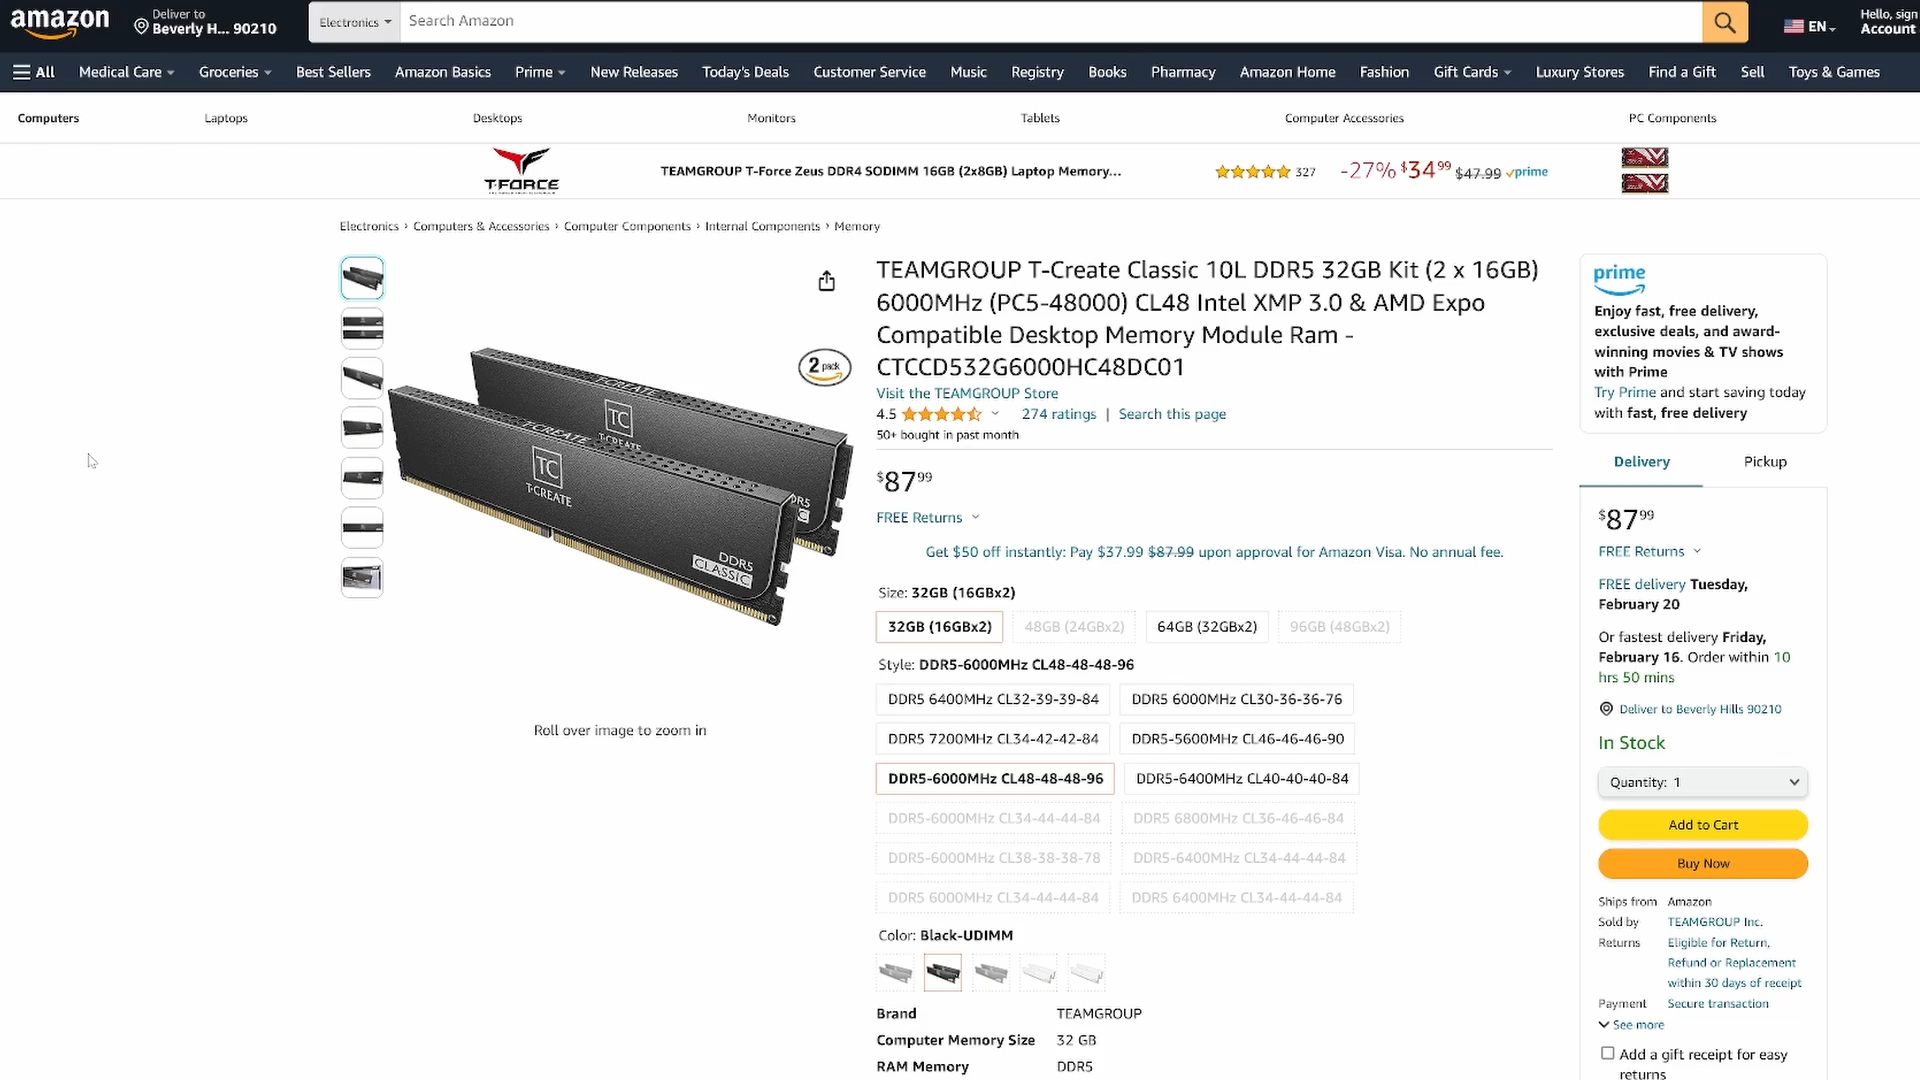 amazon
Deliver to
Beverly H... 90210
Electronics
Search Amazon
EN
Hello, sign
Account
All
Medical Care
Groceries
Best Sellers
Amazon Basics
Prime
New Releases
Today's Deals
Customer Service
Music
Registry
Books
Pharmacy
Amazon Home
Fashion
Gift Cards
Luxury Stores
Find a Gift
Sell
Toys & Games
Computers
Laptops
Desktops
Monitors
Tablets
Computer Accessories
PC Components
T-FORCE
TEAMGROUP T-Force Zeus DDR4 SODIMM 16GB (2x8GB) Laptop Memory...
327
-27% $34 99 $47.99 prime
Electronics › Computers & Accessories › Computer Components › Internal Components › Memory
2 pack
T-CREATE
TC
T-CREATE
T-CREATE
TC
T-CREATE
DDR5
CLASSIC
Roll over image to zoom in
TEAMGROUP T-Create Classic 10L DDR5 32GB Kit (2 x 16GB)
6000MHz (PC5-48000) CL48 Intel XMP 3.0 & AMD Expo
Compatible Desktop Memory Module Ram -
CTCCD532G6000HC48DC01
Visit the TEAMGROUP Store
4.5
274 ratings | Search this page
50+ bought in past month
$87 99
FREE Returns
Get $50 off instantly: Pay $37.99 $87.99 upon approval for Amazon Visa. No annual fee.
Size: 32GB (16GBx2)
32GB (16GBx2)
48GB (24GBx2)
64GB (32GBx2)
96GB (48GBx2)
Style: DDR5-6000MHz CL48-48-48-96
DDR5 6400MHz CL32-39-39-84
DDR5 6000MHz CL30-36-36-76
DDR5 7200MHz CL34-42-42-84
DDR5-5600MHz CL46-46-46-90
DDR5-6000MHz CL48-48-48-96
DDR5-6400MHz CL40-40-40-84
DDR5-6000MHz CL34-44-44-84
DDR5 6800MHz CL36-46-46-84
DDR5-6000MHz CL38-38-38-78
DDR5-6400MHz CL34-44-44-84
DDR5 6000MHz CL34-44-44-84
DDR5 6400MHz CL34-44-44-84
Color: Black-UDIMM
Brand TEAMGROUP
Computer Memory Size 32 GB
RAM Memory DDR5
prime
Enjoy fast, free delivery,
exclusive deals, and award-
winning movies & TV shows
with Prime
Try Prime and start saving today
with fast, free delivery
Delivery
Pickup
$87 99
FREE Returns
FREE delivery Tuesday,
February 20
Or fastest delivery Friday,
February 16. Order within 10
hrs 50 mins
Deliver to Beverly Hills 90210
In Stock
Quantity: 1
Add to Cart
Buy Now
Ships from Amazon
Sold by TEAMGROUP Inc.
Returns Eligible for Return,
Refund or Replacement
within 30 days of receipt
Payment Secure transaction
See more
Add a gift receipt for easy
returns